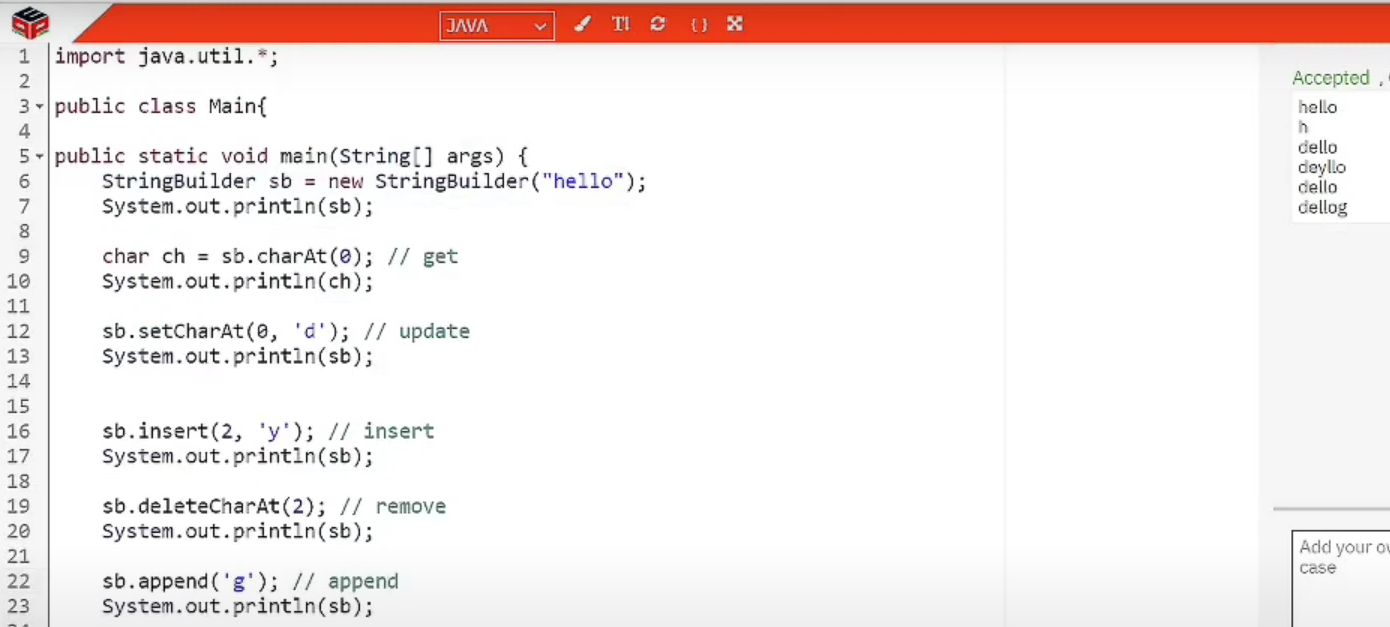 JAVA
TI
{ }
1 import java.util.*;
2
3 public class Main{
4
5 public static void main(String[] args) {
6 StringBuilder sb = new StringBuilder("hello");
7 System.out.println(sb);
8
9 char ch = sb.charAt(0); // get
10 System.out.println(ch);
11
12 sb.setCharAt(0, 'd'); // update
13 System.out.println(sb);
14
15
16 sb.insert(2, 'y'); // insert
17 System.out.println(sb);
18
19 sb.deleteCharAt(2); // remove
20 System.out.println(sb);
21
22 sb.append('g'); // append
23 System.out.println(sb);
Accepted ,
hello
h
dello
deyllo
dello
dellog
Add your
case